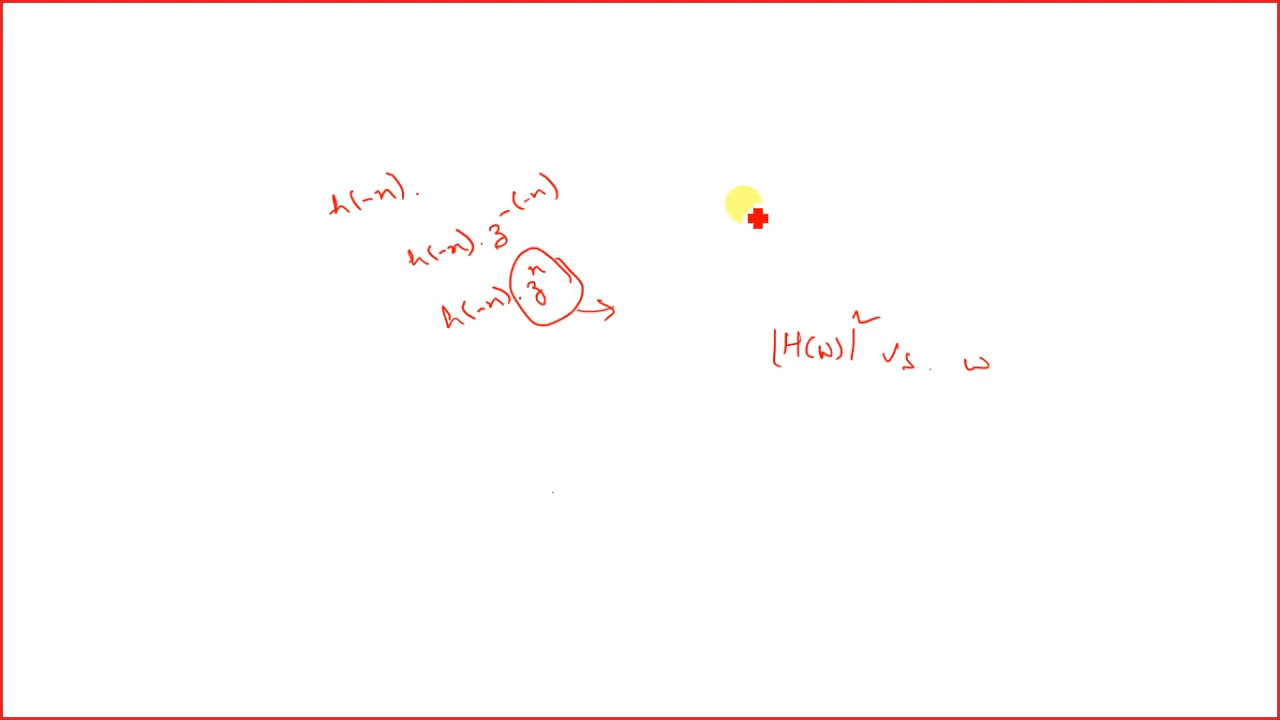 h(-n).
h(-n).z^-(-n)
h(-n).z^n →
|H(ω)|² vs. ω